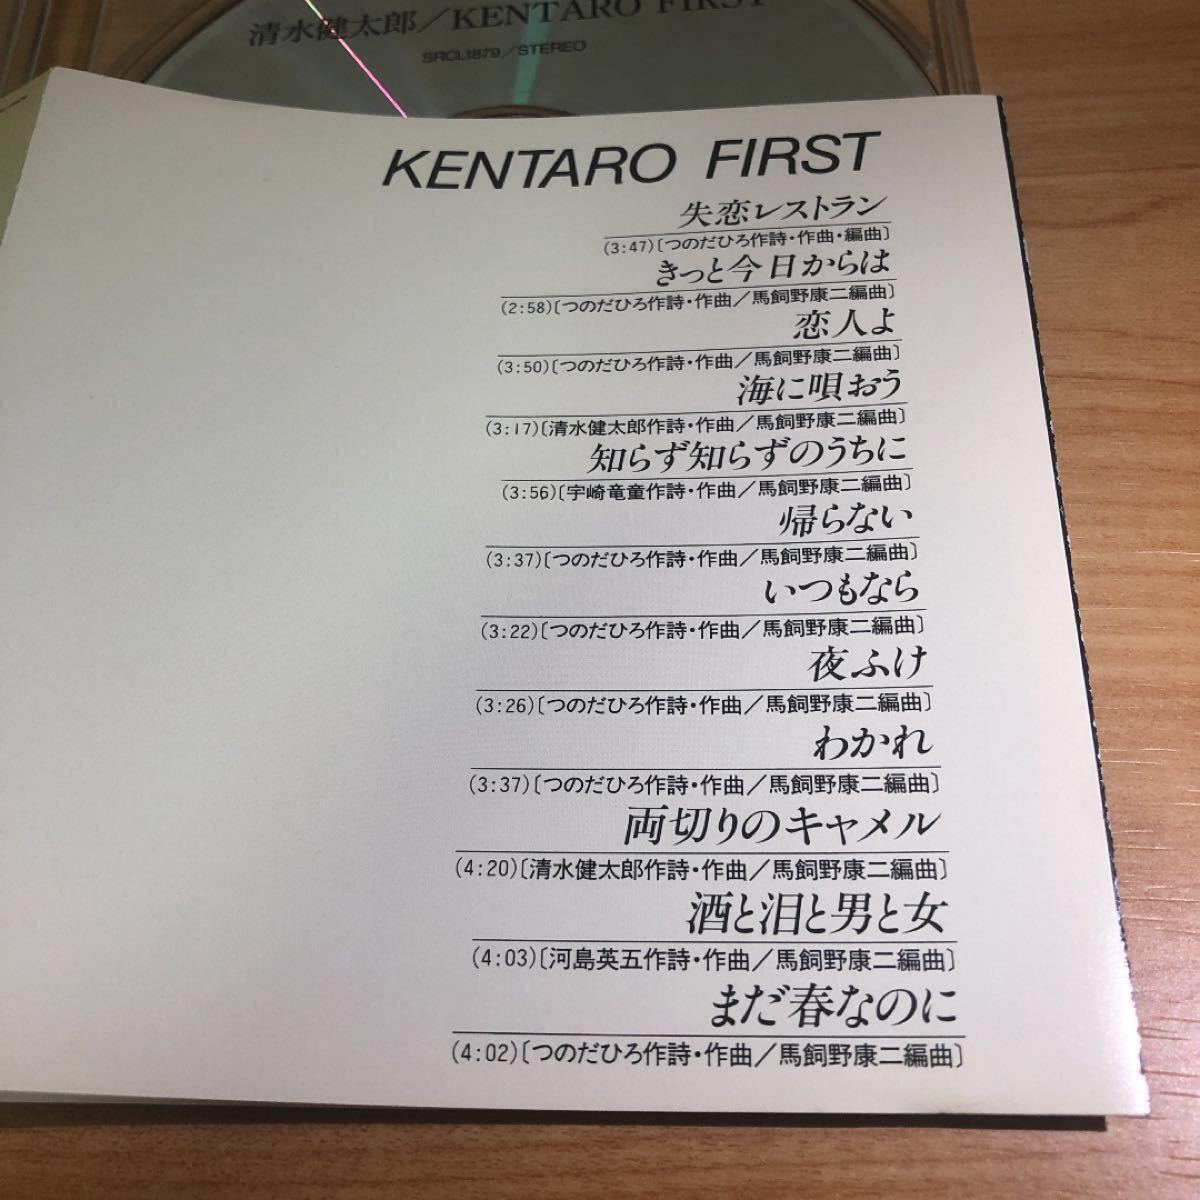 清水健太郎／KENTARO FIRST
SRCL1879／STEREO
KENTARO FIRST
失恋レストラン
(3:47)〔つのだひろ作詩・作曲・編曲〕
きっと今日からは
(2:58)〔つのだひろ作詩・作曲／馬飼野康二編曲〕
恋人よ
(3:50)〔つのだひろ作詩・作曲／馬飼野康二編曲〕
海に唄おう
(3:17)〔清水健太郎作詩・作曲／馬飼野康二編曲〕
知らず知らずのうちに
(3:56)〔宇崎竜童作詩・作曲／馬飼野康二編曲〕
帰らない
(3:37)〔つのだひろ作詩・作曲／馬飼野康二編曲〕
いつもなら
(3:22)〔つのだひろ作詩・作曲／馬飼野康二編曲〕
夜ふけ
(3:26)〔つのだひろ作詩・作曲／馬飼野康二編曲〕
わかれ
(3:37)〔つのだひろ作詩・作曲／馬飼野康二編曲〕
両切りのキャメル
(4:20)〔清水健太郎作詩・作曲／馬飼野康二編曲〕
酒と泪と男と女
(4:03)〔河島英五作詩・作曲／馬飼野康二編曲〕
まだ春なのに
(4:02)〔つのだひろ作詩・作曲／馬飼野康二編曲〕